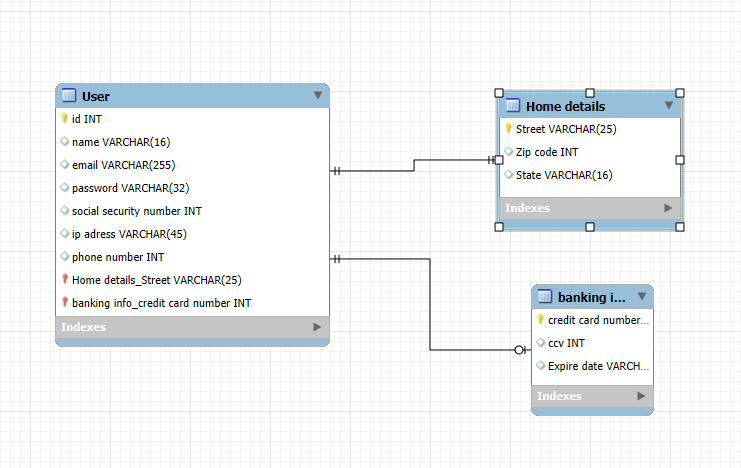 User
id INT
name VARCHAR(16)
email VARCHAR(255)
password VARCHAR(32)
social security number INT
ip adress VARCHAR(45)
phone number INT
Home details_Street VARCHAR(25)
banking info_credit card number INT
Indexes
Home details
Street VARCHAR(25)
Zip code INT
State VARCHAR(16)
Indexes
banking i...
credit card number...
ccv INT
Expire date VARCH...
Indexes